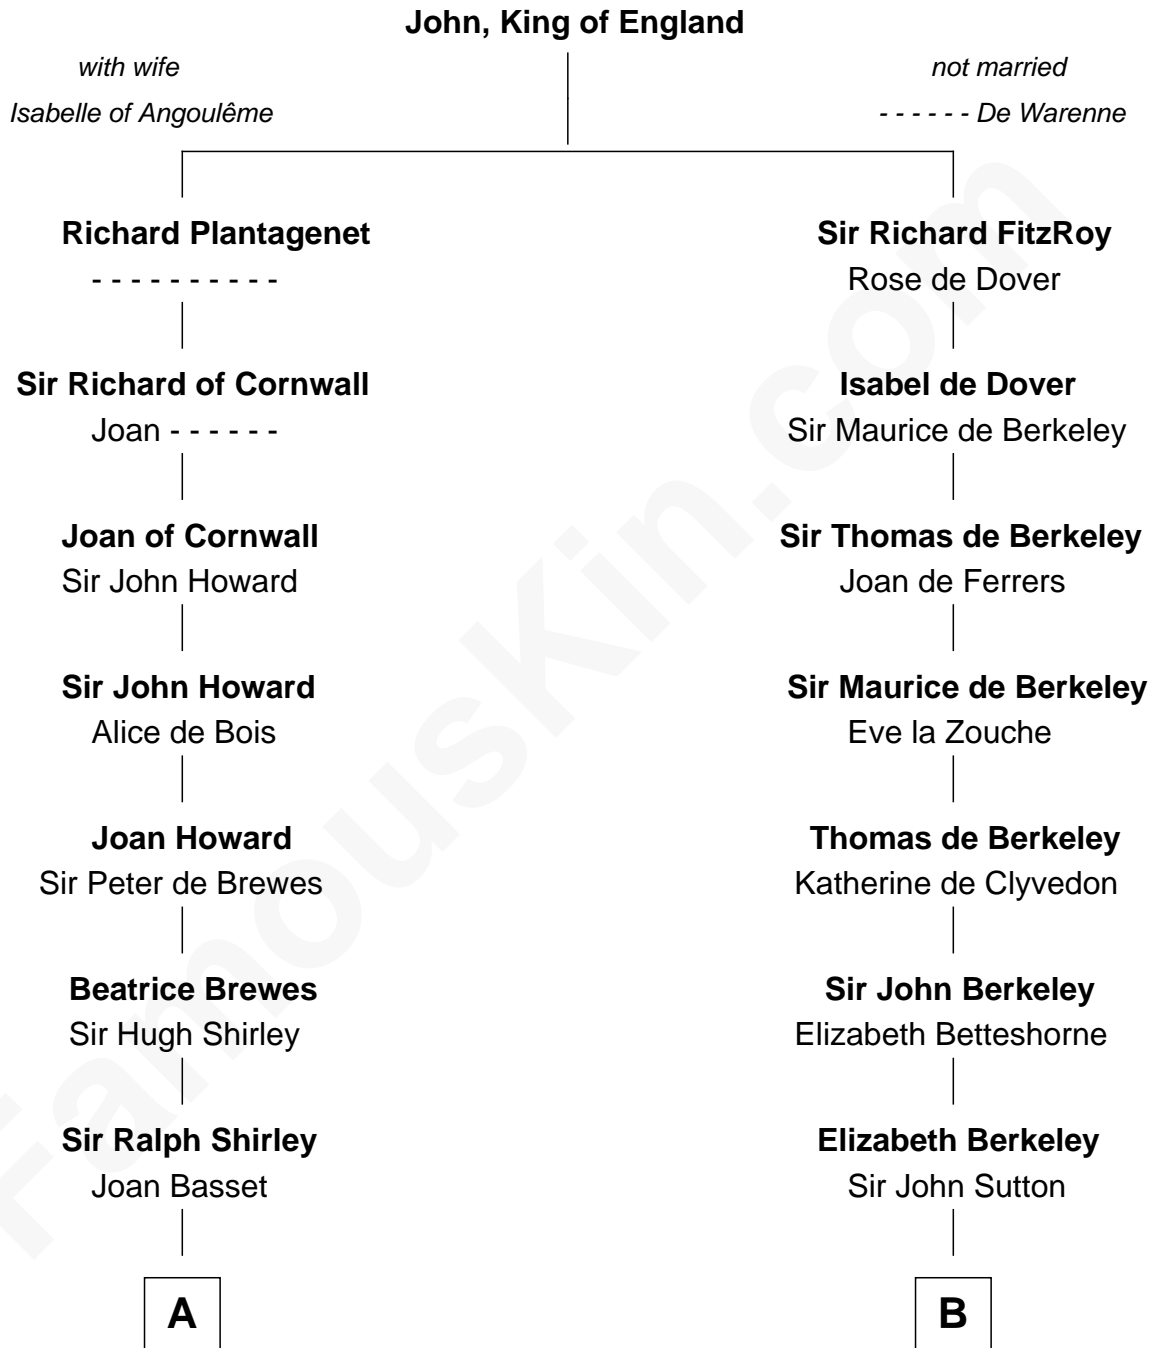 John, King of England
with wife
Isabelle of Angoulême
not married
- - - - - - De Warenne
Richard Plantagenet
- - - - - - - - - -
Sir Richard FitzRoy
Rose de Dover
Sir Richard of Cornwall
Joan - - - - - -
Isabel de Dover
Sir Maurice de Berkeley
Joan of Cornwall
Sir John Howard
Sir Thomas de Berkeley
Joan de Ferrers
Sir John Howard
Alice de Bois
Sir Maurice de Berkeley
Eve la Zouche
Joan Howard
Sir Peter de Brewes
Thomas de Berkeley
Katherine de Clyvedon
Beatrice Brewes
Sir Hugh Shirley
Sir John Berkeley
Elizabeth Betteshorne
Sir Ralph Shirley
Joan Basset
Elizabeth Berkeley
Sir John Sutton
A
B
FamousKin.com